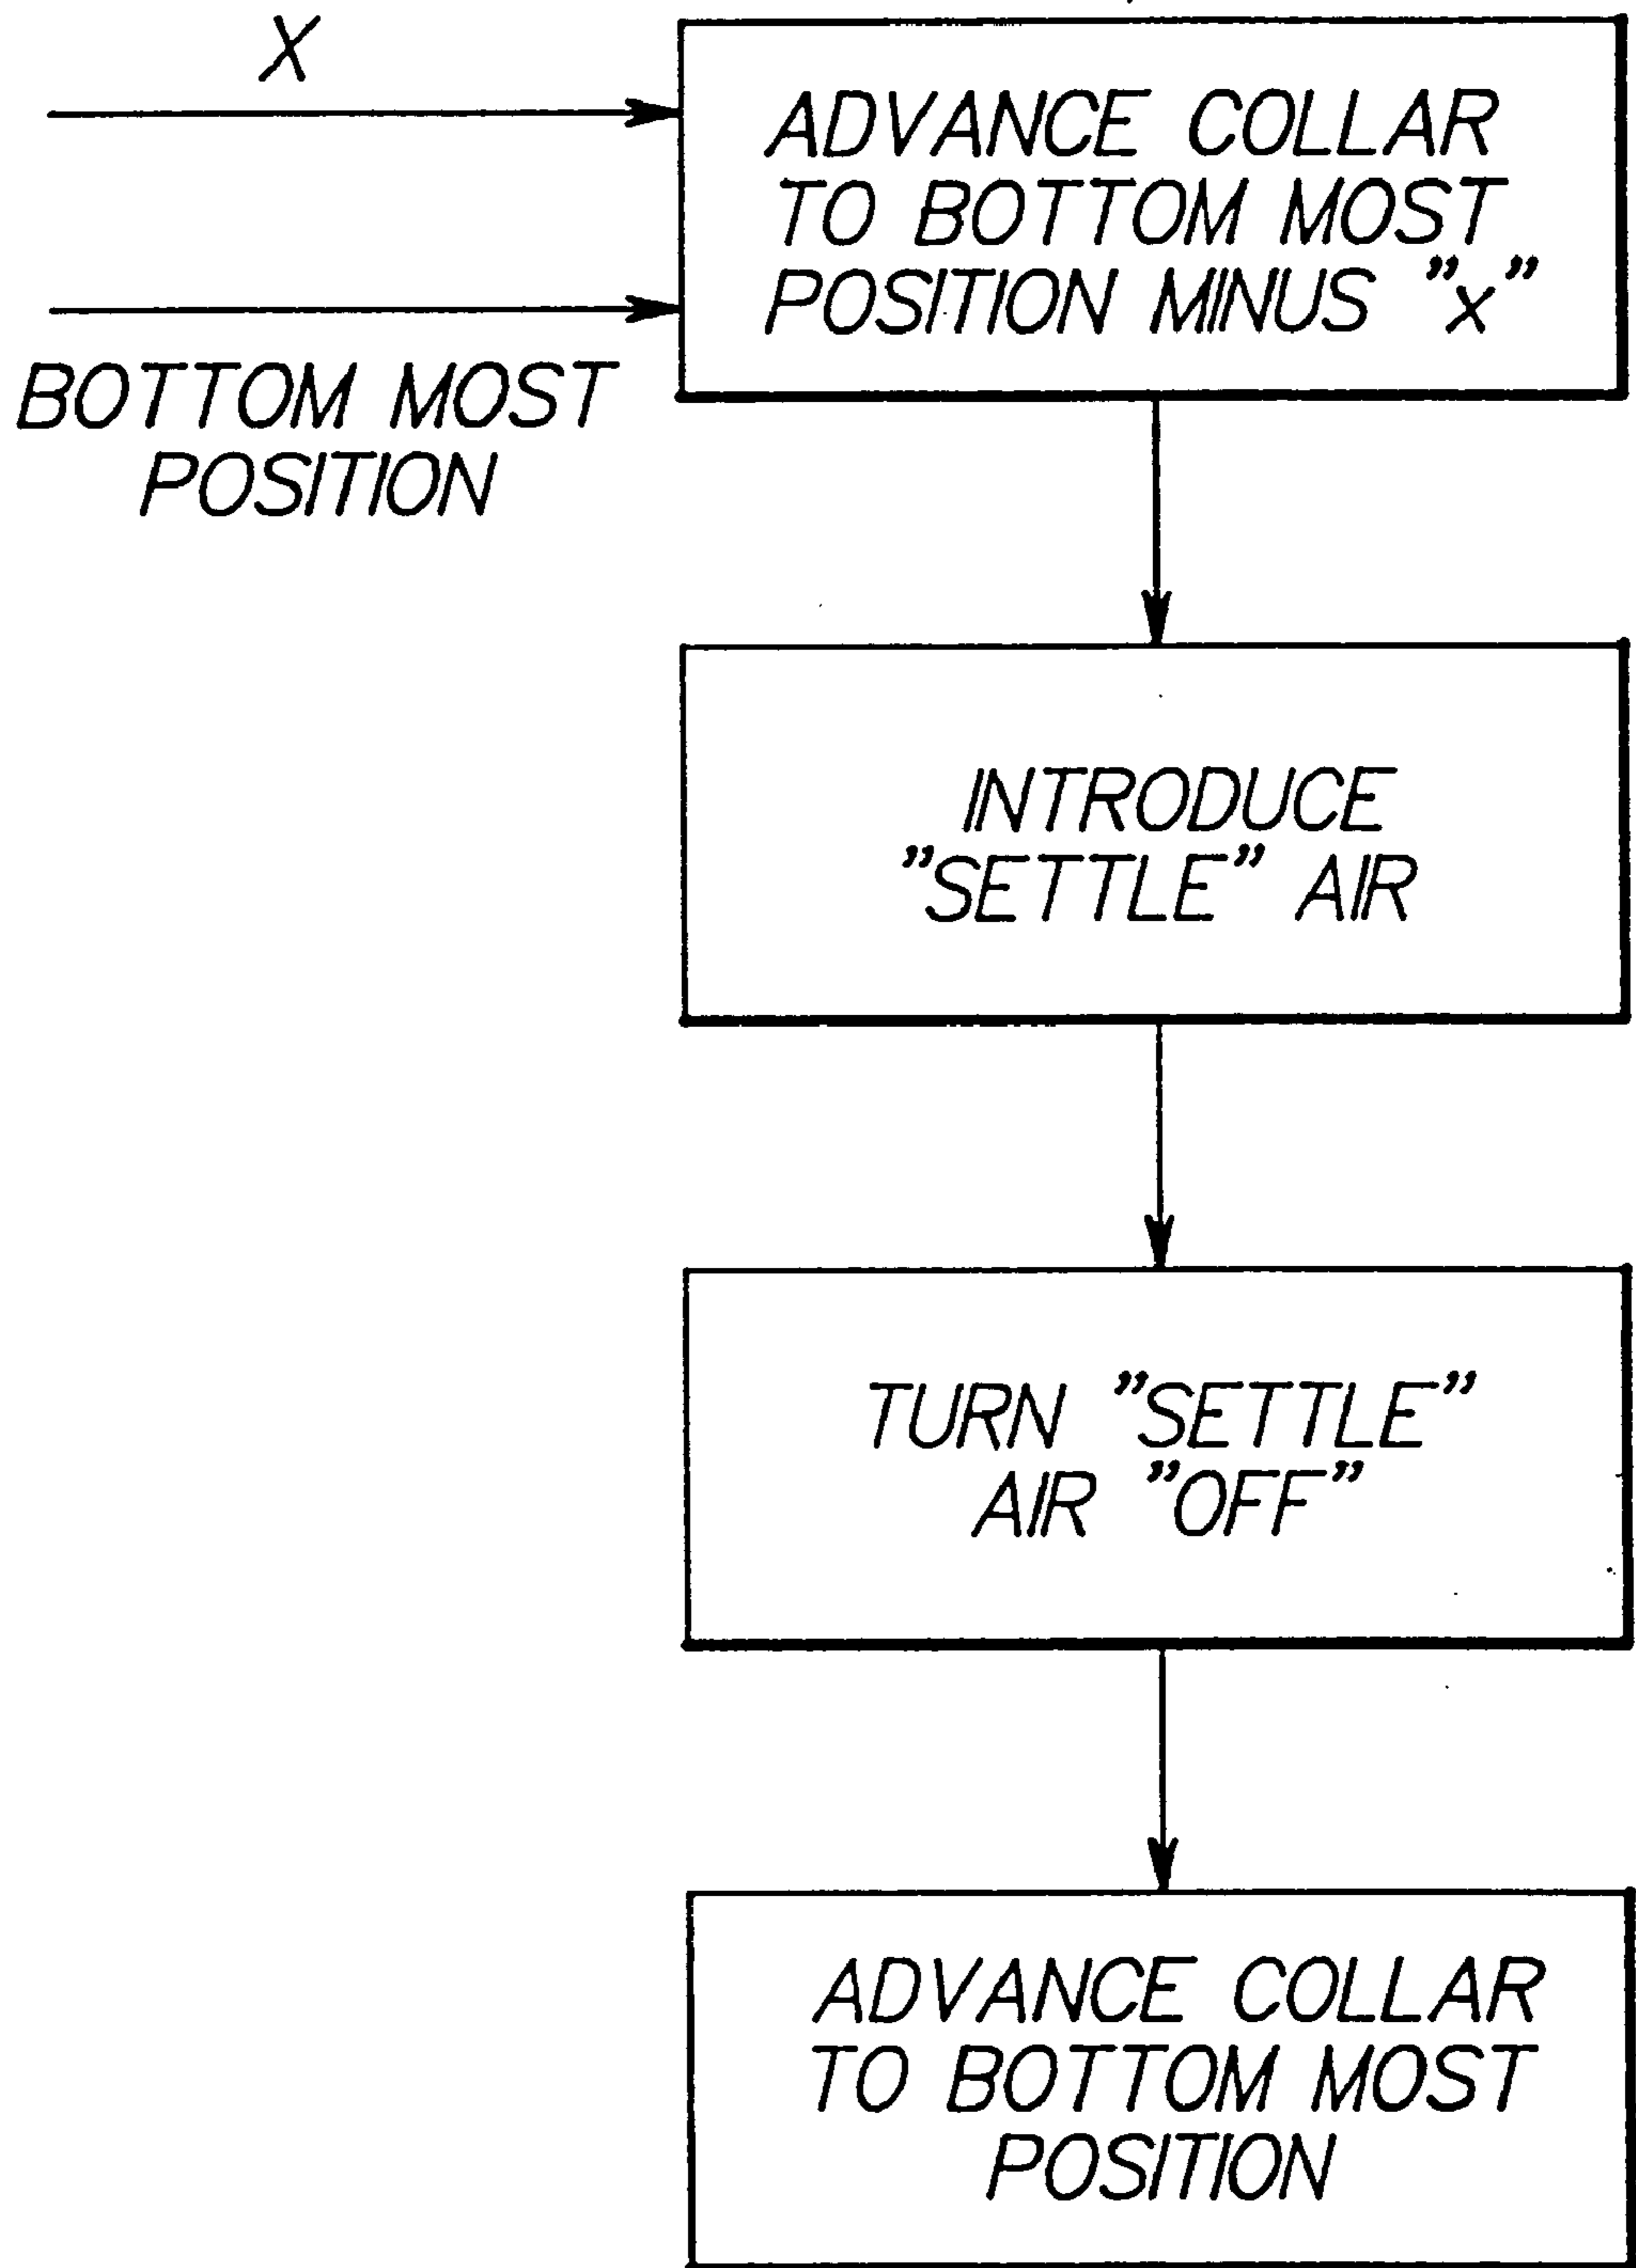 X
BOTTOM MOST
POSITION
ADVANCE COLLAR
TO BOTTOM MOST
POSITION MINUS "x"
INTRODUCE
"SETTLE" AIR
TURN "SETTLE"
AIR "OFF"
ADVANCE COLLAR
TO BOTTOM MOST
POSITION